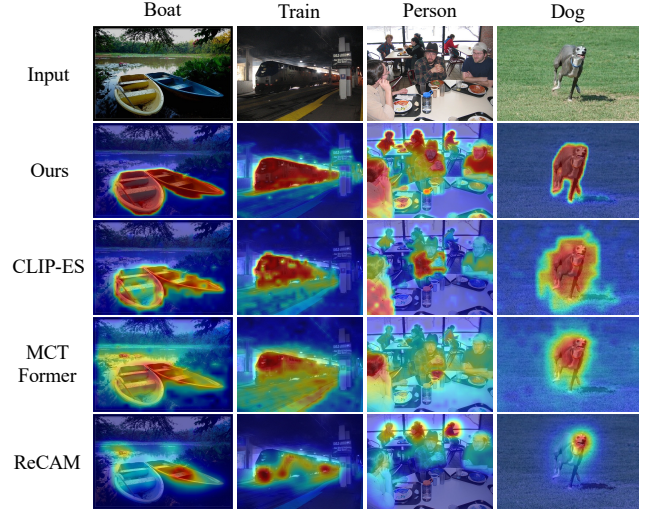 Boat Train Person Dog
Input
Ours
CLIP-ES
MCT
Former
ReCAM